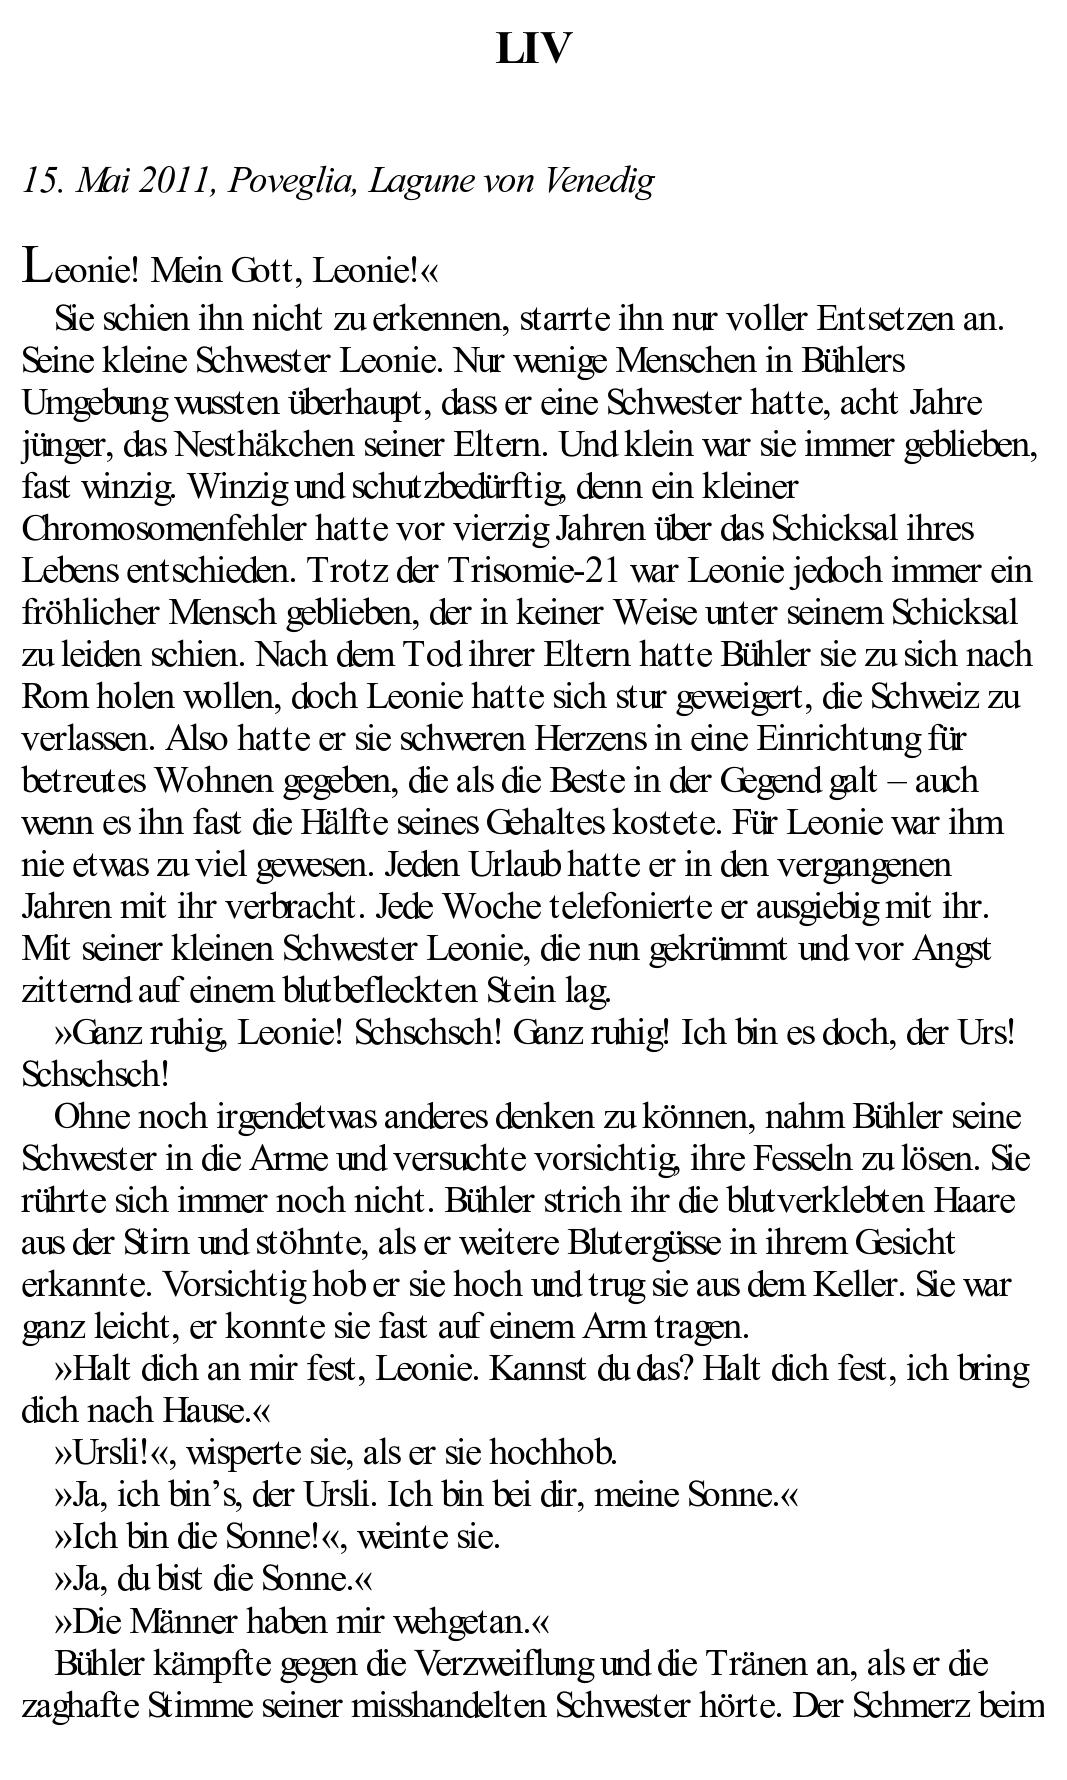 LIV
15. Mai 2011, Poveglia, Lagune von Venedig
Leonie! Mein Gott, Leonie!«
Sie schien ihn nicht zu erkennen, starrte ihn nur voller Entsetzen an.
Seine kleine Schwester Leonie. Nur wenige Menschen in Bühlers
Umgebung wussten überhaupt, dass er eine Schwester hatte, acht Jahre
jünger, das Nesthäkchen seiner Eltern. Und klein war sie immer geblieben,
fast winzig. Winzig und schutzbedürftig, denn ein kleiner
Chromosomenfehler hatte vor vierzig Jahren über das Schicksal ihres
Lebens entschieden. Trotz der Trisomie-21 war Leonie jedoch immer ein
fröhlicher Mensch geblieben, der in keiner Weise unter seinem Schicksal
zu leiden schien. Nach dem Tod ihrer Eltern hatte Bühler sie zu sich nach
Rom holen wollen, doch Leonie hatte sich stur geweigert, die Schweiz zu
verlassen. Also hatte er sie schweren Herzens in eine Einrichtung für
betreutes Wohnen gegeben, die als die Beste in der Gegend galt – auch
wenn es ihn fast die Hälfte seines Gehaltes kostete. Für Leonie war ihm
nie etwas zu viel gewesen. Jeden Urlaub hatte er in den vergangenen
Jahren mit ihr verbracht. Jede Woche telefonierte er ausgiebig mit ihr.
Mit seiner kleinen Schwester Leonie, die nun gekrümmt und vor Angst
zitternd auf einem blutbefleckten Stein lag.
»Ganz ruhig, Leonie! Schschsch! Ganz ruhig! Ich bin es doch, der Urs!
Schschsch!
Ohne noch irgendetwas anderes denken zu können, nahm Bühler seine
Schwester in die Arme und versuchte vorsichtig, ihre Fesseln zu lösen. Sie
rührte sich immer noch nicht. Bühler strich ihr die blutverklebten Haare
aus der Stirn und stöhnte, als er weitere Blutergüsse in ihrem Gesicht
erkannte. Vorsichtig hob er sie hoch und trug sie aus dem Keller. Sie war
ganz leicht, er konnte sie fast auf einem Arm tragen.
»Halt dich an mir fest, Leonie. Kannst du das? Halt dich fest, ich bring
dich nach Hause.«
»Ursli!«, wisperte sie, als er sie hochhob.
»Ja, ich bin’s, der Ursli. Ich bin bei dir, meine Sonne.«
»Ich bin die Sonne!«, weinte sie.
»Ja, du bist die Sonne.«
»Die Männer haben mir wehgetan.«
Bühler kämpfte gegen die Verzweiflung und die Tränen an, als er die
zaghafte Stimme seiner misshandelten Schwester hörte. Der Schmerz beim